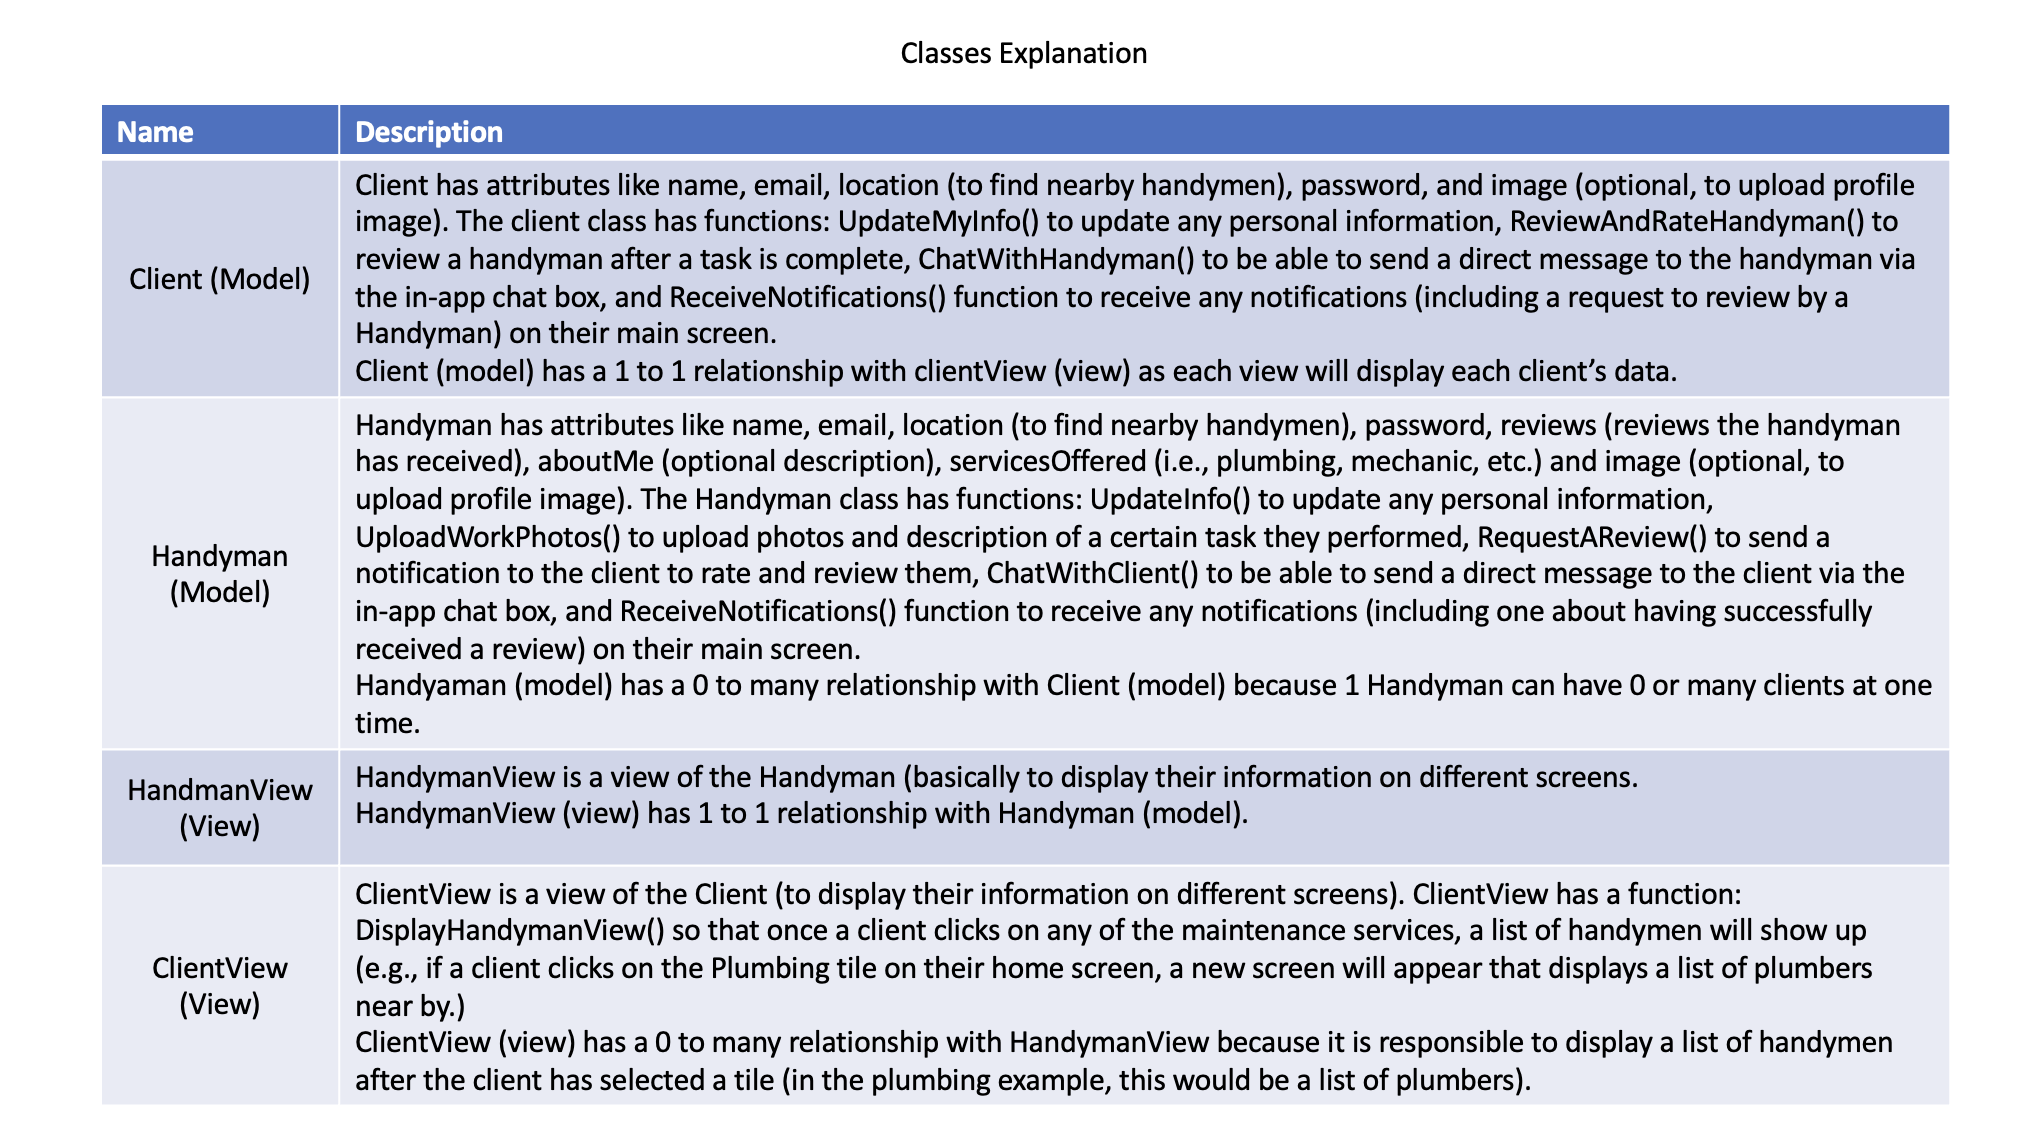 Classes Explanation
Name
Description
Client (Model)
Client has attributes like name, email, location (to find nearby handymen), password, and image (optional, to upload profile
image). The client class has functions: UpdateMyInfo() to update any personal information, ReviewAndRateHandyman() to
review a handyman after a task is complete, ChatWithHandyman() to be able to send a direct message to the handyman via
the in-app chat box, and ReceiveNotifications() function to receive any notifications (including a request to review by a
Handyman) on their main screen.
Client (model) has a 1 to 1 relationship with clientView (view) as each view will display each client’s data.
Handyman
(Model)
Handyman has attributes like name, email, location (to find nearby handymen), password, reviews (reviews the handyman
has received), aboutMe (optional description), servicesOffered (i.e., plumbing, mechanic, etc.) and image (optional, to
upload profile image). The Handyman class has functions: UpdateInfo() to update any personal information,
UploadWorkPhotos() to upload photos and description of a certain task they performed, RequestAReview() to send a
notification to the client to rate and review them, ChatWithClient() to be able to send a direct message to the client via the
in-app chat box, and ReceiveNotifications() function to receive any notifications (including one about having successfully
received a review) on their main screen.
Handyaman (model) has a 0 to many relationship with Client (model) because 1 Handyman can have 0 or many clients at one
time.
HandmanView
(View)
HandymanView is a view of the Handyman (basically to display their information on different screens.
HandymanView (view) has 1 to 1 relationship with Handyman (model).
ClientView
(View)
ClientView is a view of the Client (to display their information on different screens). ClientView has a function:
DisplayHandymanView() so that once a client clicks on any of the maintenance services, a list of handymen will show up
(e.g., if a client clicks on the Plumbing tile on their home screen, a new screen will appear that displays a list of plumbers
near by.)
ClientView (view) has a 0 to many relationship with HandymanView because it is responsible to display a list of handymen
after the client has selected a tile (in the plumbing example, this would be a list of plumbers).